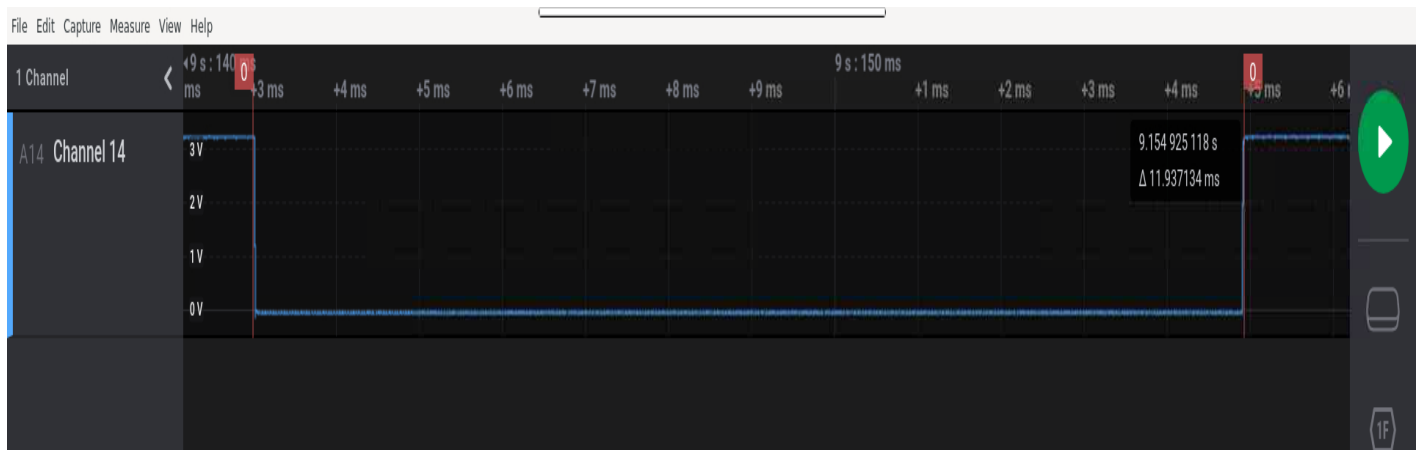 File Edit Capture Measure View Help
1 Channel
9 s : 140
ms
+3 ms
+4 ms
+5 ms
+6 ms
+7 ms
+8 ms
+9 ms
9 s : 150 ms
+1 ms
+2 ms
+3 ms
+4 ms
+5 ms
+6
0
0
A14 Channel 14
3 V
2 V
1 V
0 V
9.154 925 118 s
Δ 11.937134 ms
1F